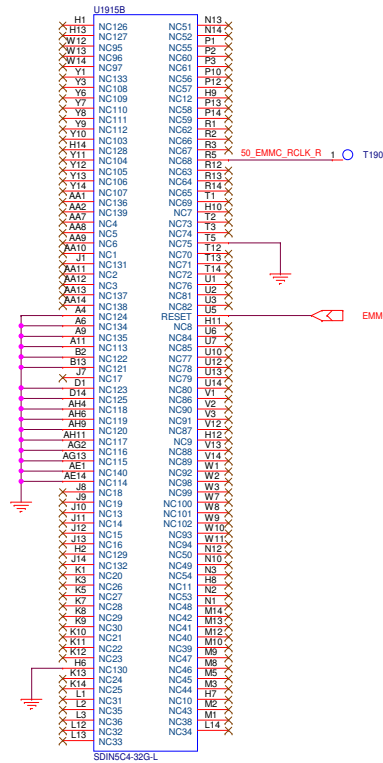 U1915B
H1 NC126 NC51 N13
H13 NC127 NC52 N14
W12 NC95 NC55 P1
W13 NC96 NC60 P2
W14 NC97 NC61 P3
Y1 NC133 NC56 P10
Y3 NC108 NC57 P12
Y6 NC109 NC12 H9
Y7 NC110 NC58 P13
Y8 NC111 NC59 P14
Y9 NC112 NC62 R1
Y10 NC103 NC66 R2
H14 NC128 NC67 R3
Y11 NC104 NC68 R5 50_EMMC_RCLK_R 1 T190
Y12 NC105 NC63 R12
Y13 NC106 NC64 R13
Y14 NC107 NC65 R14
AA1 NC136 NC69 T1
AA2 NC139 NC7 H10
AA7 NC4 NC73 T2
AA8 NC5 NC74 T3
AA9 NC6 NC75 T5
AA10 NC1 NC70 T12
J1 NC131 NC71 T13
AA11 NC2 NC72 T14
AA12 NC3 NC76 U1
AA13 NC137 NC81 U2
AA14 NC138 NC82 U3
A4 NC124 RESET U5 EMM
A6 NC134 NC8 H11
A9 NC135 NC84 U6
A11 NC113 NC85 U7
B2 NC122 NC77 U10
B13 NC121 NC78 U12
J7 NC17 NC79 U13
D1 NC123 NC80 U14
D14 NC125 NC86 V1
AH4 NC118 NC90 V2
AH6 NC119 NC91 V3
AH9 NC120 NC87 V12
AH11 NC117 NC9 H12
AG2 NC116 NC88 V13
AG13 NC115 NC89 V14
AE1 NC140 NC92 W1
AE14 NC114 NC98 W2
J8 NC18 NC99 W3
J9 NC19 NC100 W7
J10 NC13 NC101 W8
J11 NC14 NC102 W9
J12 NC15 NC93 W10
J13 NC16 NC94 W11
H2 NC129 NC50 N12
J14 NC132 NC49 N10
K1 NC20 NC54 N3
K3 NC26 NC11 H8
K5 NC27 NC53 N2
K7 NC28 NC48 N1
K8 NC29 NC42 M14
K9 NC30 NC41 M13
K10 NC21 NC40 M12
K11 NC22 NC39 M10
K12 NC23 NC47 M9
H6 NC130 NC46 M8
K13 NC24 NC45 M5
K14 NC25 NC44 M3
L1 NC31 NC10 H7
L2 NC35 NC43 M2
L3 NC36 NC38 M1
L12 NC32 NC34 L14
L13 NC33
SDIN5C4-32G-L